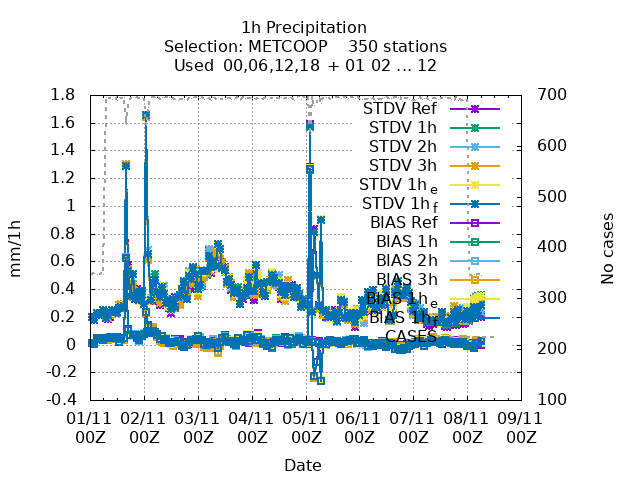 1h Precipitation
Selection: METCOOP 350 stations
Used 00,06,12,18 + 01 02 ... 12
1.8
1.6
1.4
1.2
1
0.8
0.6
0.4
0.2
0
-0.2
-0.4
mm/1h
700
600
500
400
300
200
100
No cases
STDV Ref
STDV 1h
STDV 2h
STDV 3h
STDV 1h e
STDV 1h f
BIAS Ref
BIAS 1h
BIAS 2h
BIAS 3h
BIAS 1h e
BIAS 1h f
CASES
01/11 02/11 03/11 04/11 05/11 06/11 07/11 08/11 09/11
00Z 00Z 00Z 00Z 00Z 00Z 00Z 00Z 00Z
Date